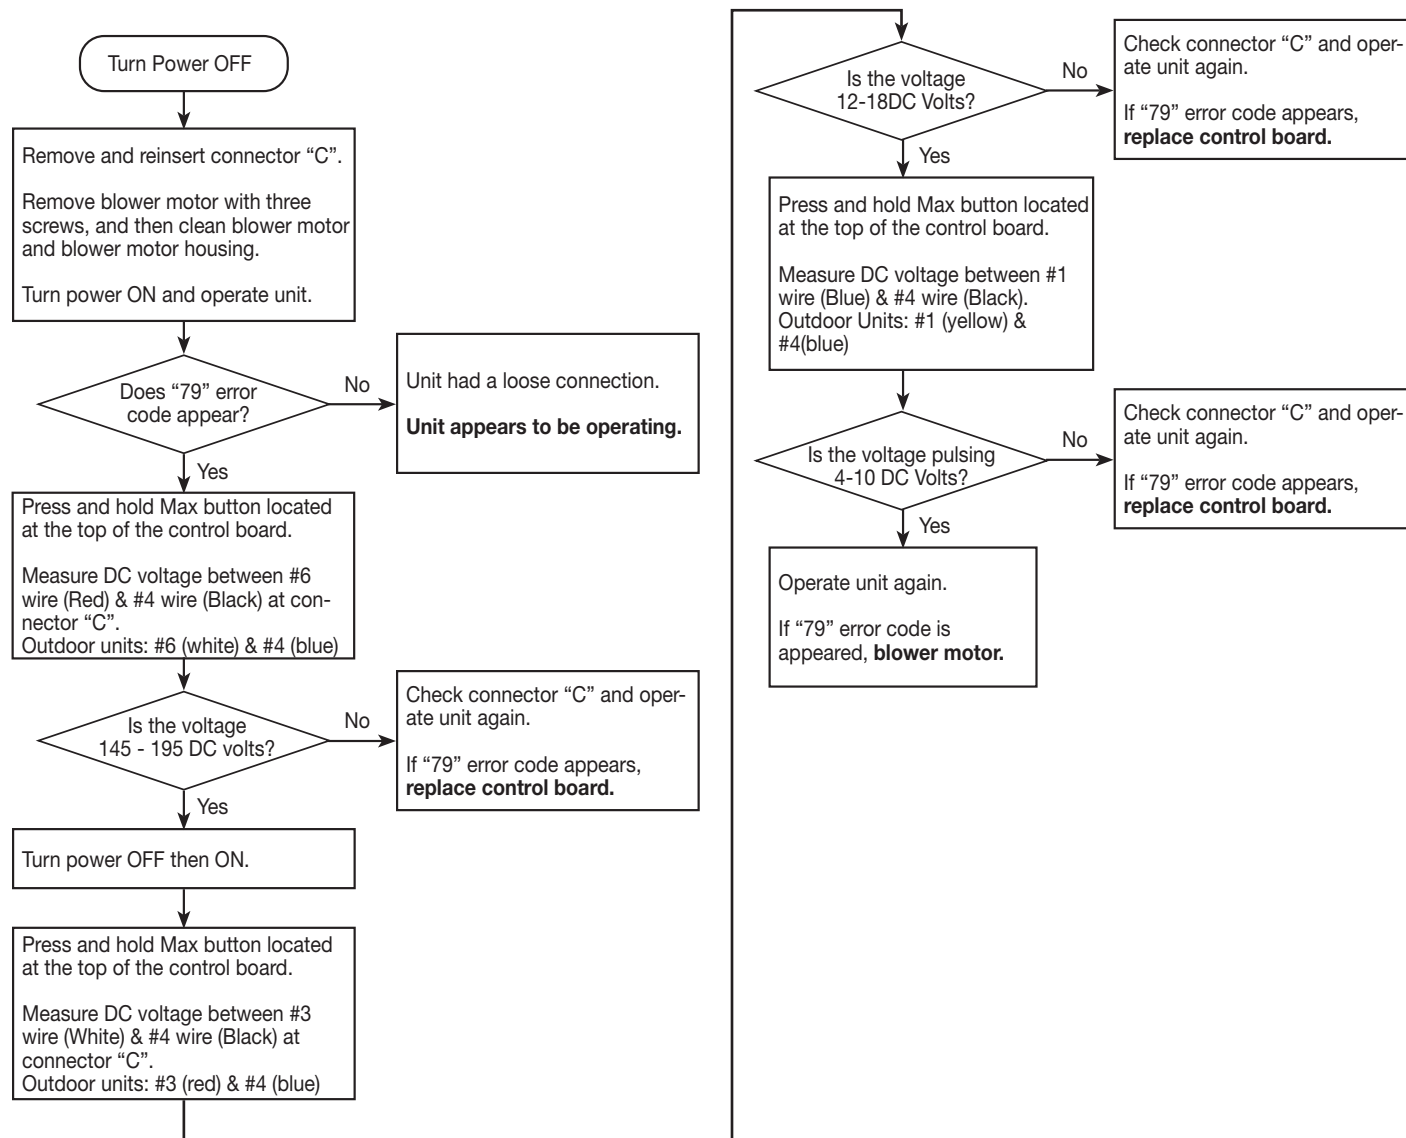 Turn Power OFF
Remove and reinsert connector “C”.
Remove blower motor with three
screws, and then clean blower motor
and blower motor housing.
Turn power ON and operate unit.
Does “79” error
code appear?
No
Unit had a loose connection.
Unit appears to be operating.
Yes
Press and hold Max button located
at the top of the control board.
Measure DC voltage between #6
wire (Red) & #4 wire (Black) at con-
nector “C”.
Outdoor units: #6 (white) & #4 (blue)
Is the voltage
145 - 195 DC volts?
No
Check connector “C” and oper-
ate unit again.
If “79” error code appears,
replace control board.
Yes
Turn power OFF then ON.
Press and hold Max button located
at the top of the control board.
Measure DC voltage between #3
wire (White) & #4 wire (Black) at
connector “C”.
Outdoor units: #3 (red) & #4 (blue)
Is the voltage
12-18DC Volts?
No
Check connector “C” and oper-
ate unit again.
If “79” error code appears,
replace control board.
Yes
Press and hold Max button located
at the top of the control board.
Measure DC voltage between #1
wire (Blue) & #4 wire (Black).
Outdoor Units: #1 (yellow) &
#4(blue)
Is the voltage pulsing
4-10 DC Volts?
No
Check connector “C” and oper-
ate unit again.
If “79” error code appears,
replace control board.
Yes
Operate unit again.
If “79” error code is
appeared, blower motor.